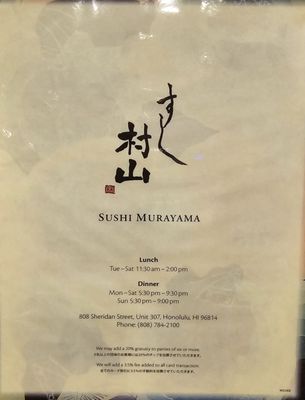 すし
村山
SUSHI MURAYAMA
Lunch
Tue – Sat 11:30 am – 2:00 pm
Dinner
Mon – Sat 5:30 pm – 9:30 pm
Sun 5:30 pm – 9:00 pm
808 Sheridan Street, Unit 307, Honolulu, HI 96814
Phone: (808) 784-2100
We may add a 20% gratuity to parties of six or more.
We will add a 3.5% fee added to all card transaction.